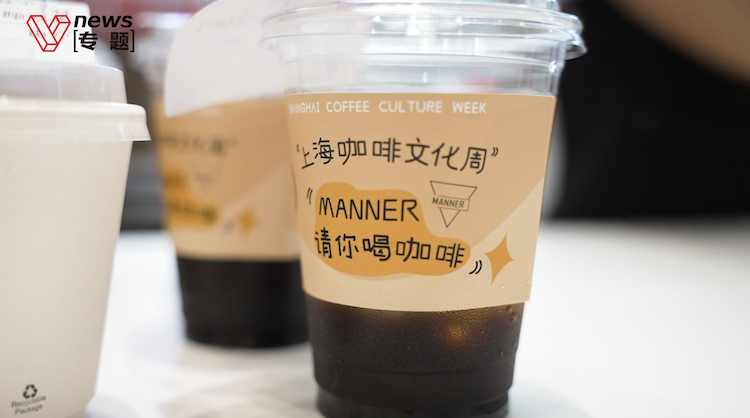 news
[专题]
SHANGHAI COFFEE CULTURE WEEK
“上海咖啡文化周”
《MANNER
请你喝咖啡》
MANNER
Recyclable
Package